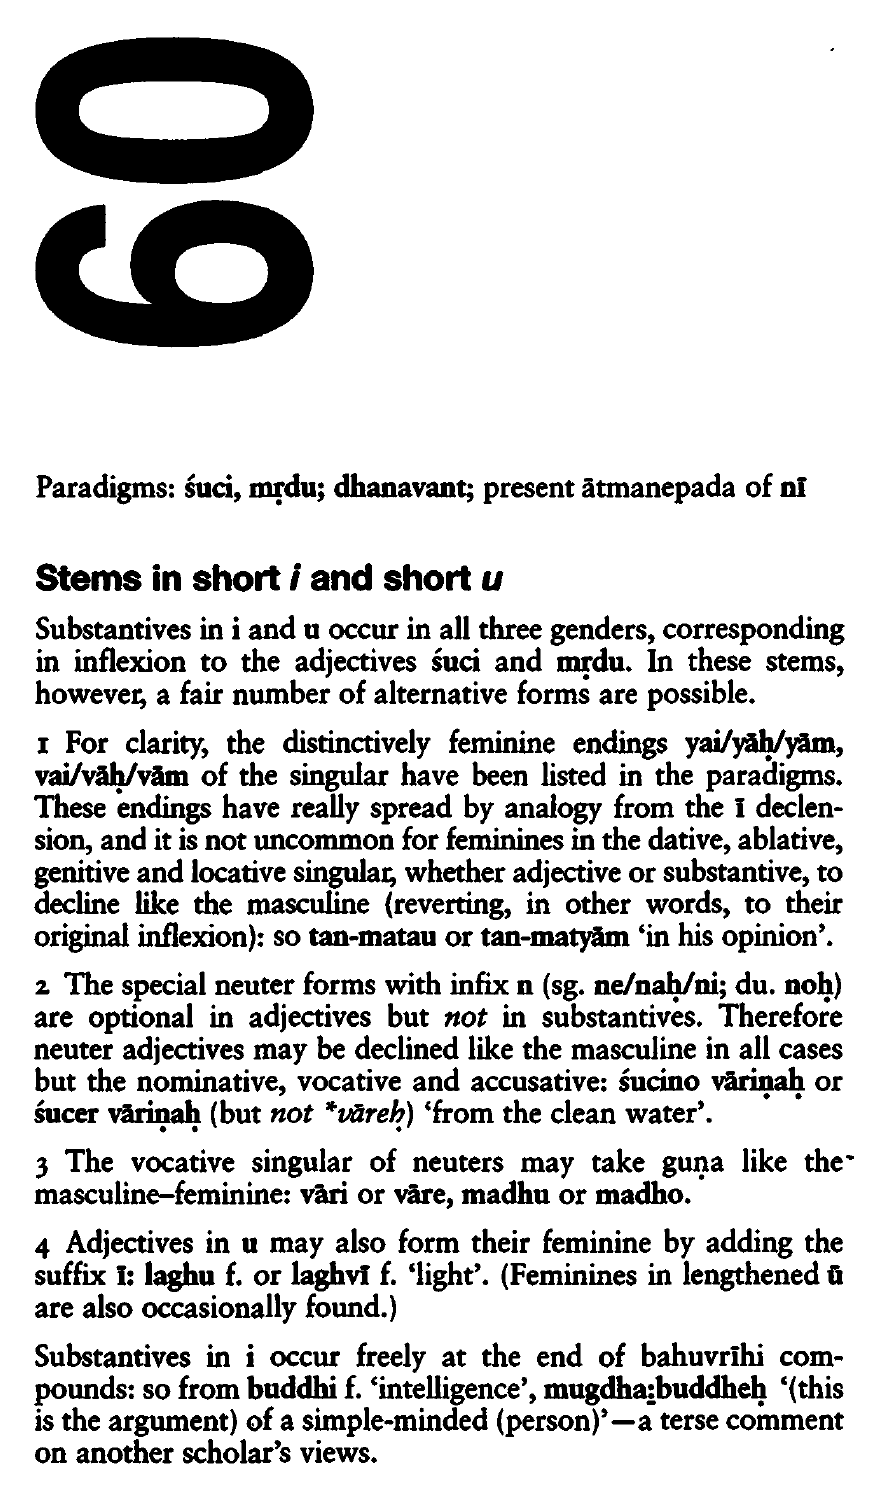 09
Paradigms: śuci, mṛdu; dhanavant; present ātmanepada of nī
Stems in short i and short u
Substantives in i and u occur in all three genders, corresponding
in inflexion to the adjectives śuci and mṛdu. In these stems,
however, a fair number of alternative forms are possible.
1 For clarity, the distinctively feminine endings yai/yāḥ/yām,
vai/vāḥ/vām of the singular have been listed in the paradigms.
These endings have really spread by analogy from the ī declen-
sion, and it is not uncommon for feminines in the dative, ablative,
genitive and locative singular, whether adjective or substantive, to
decline like the masculine (reverting, in other words, to their
original inflexion): so tan-matau or tan-matyām ‘in his opinion’.
2 The special neuter forms with infix n (sg. ne/naḥ/ni; du. noḥ)
are optional in adjectives but not in substantives. Therefore
neuter adjectives may be declined like the masculine in all cases
but the nominative, vocative and accusative: śucino vāriṇaḥ or
śucer vāriṇaḥ (but not *vāreḥ) ‘from the clean water’.
3 The vocative singular of neuters may take guṇa like the
masculine–feminine: vāri or vāre, madhu or madho.
4 Adjectives in u may also form their feminine by adding the
suffix ī: laghu f. or laghvī f. ‘light’. (Feminines in lengthened ū
are also occasionally found.)
Substantives in i occur freely at the end of bahuvrīhi com-
pounds: so from buddhi f. ‘intelligence’, mugdha:buddheḥ ‘(this
is the argument) of a simple-minded (person)’—a terse comment
on another scholar’s views.